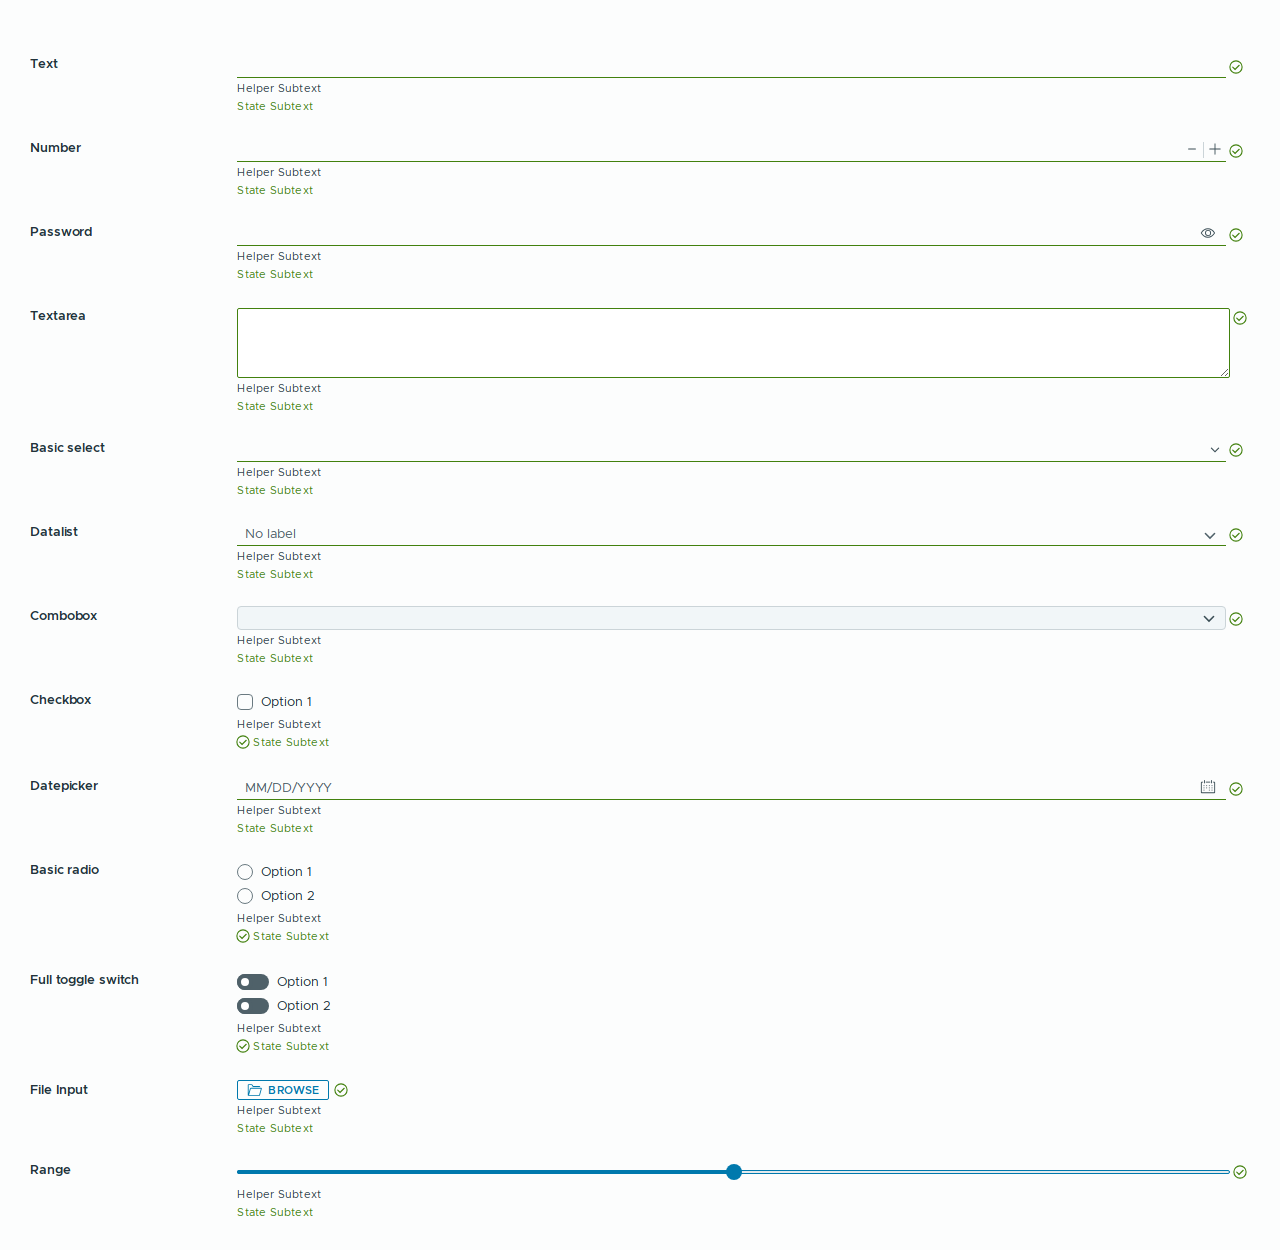 Text
Helper Subtext
State Subtext
Number
Helper Subtext
State Subtext
Password
Helper Subtext
State Subtext
Textarea
Helper Subtext
State Subtext
Basic select
Helper Subtext
State Subtext
Datalist
No label
Helper Subtext
State Subtext
Combobox
Helper Subtext
State Subtext
Checkbox
Option 1
Helper Subtext
State Subtext
Datepicker
MM/DD/YYYY
Helper Subtext
State Subtext
Basic radio
Option 1
Option 2
Helper Subtext
State Subtext
Full toggle switch
Option 1
Option 2
Helper Subtext
State Subtext
File Input
BROWSE
Helper Subtext
State Subtext
Range
Helper Subtext
State Subtext